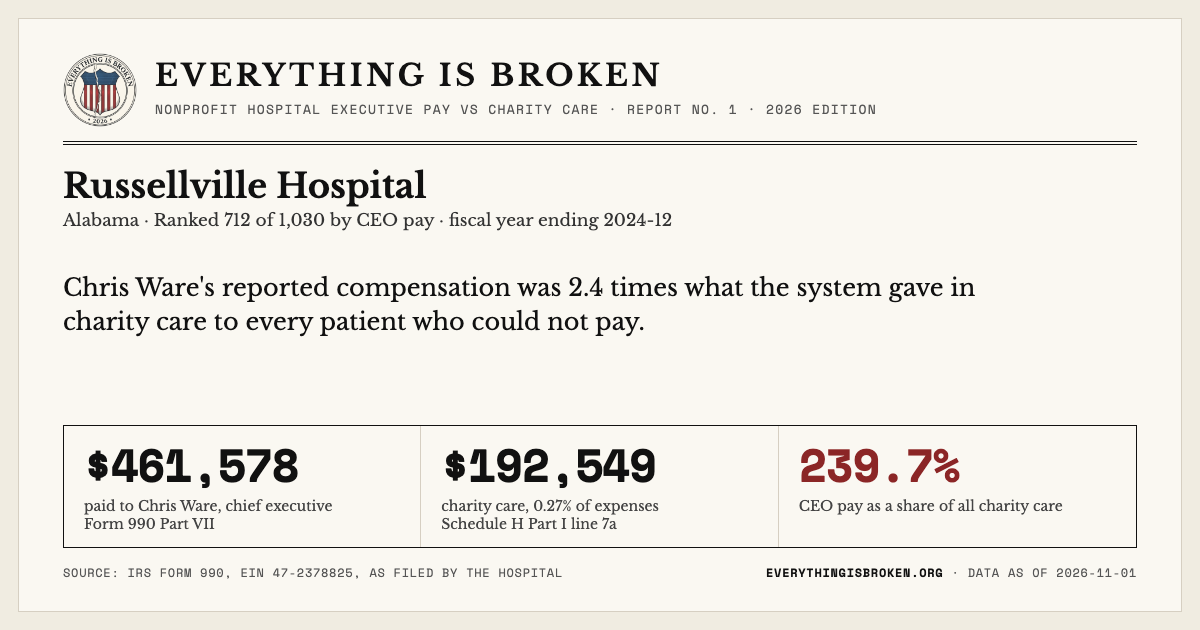 EVERYTHING IS BROKEN
· 2026 ·
EVERYTHING IS BROKEN
NONPROFIT HOSPITAL EXECUTIVE PAY VS CHARITY CARE · REPORT NO. 1 · 2026 EDITION
Russellville Hospital
Alabama · Ranked 712 of 1,030 by CEO pay · fiscal year ending 2024-12
Chris Ware's reported compensation was 2.4 times what the system gave in
charity care to every patient who could not pay.
$461,578
paid to Chris Ware, chief executive
Form 990 Part VII
$192,549
charity care, 0.27% of expenses
Schedule H Part I line 7a
239.7%
CEO pay as a share of all charity care
SOURCE: IRS FORM 990, EIN 47-2378825, AS FILED BY THE HOSPITAL
EVERYTHINGISBROKEN.ORG · DATA AS OF 2026-11-01